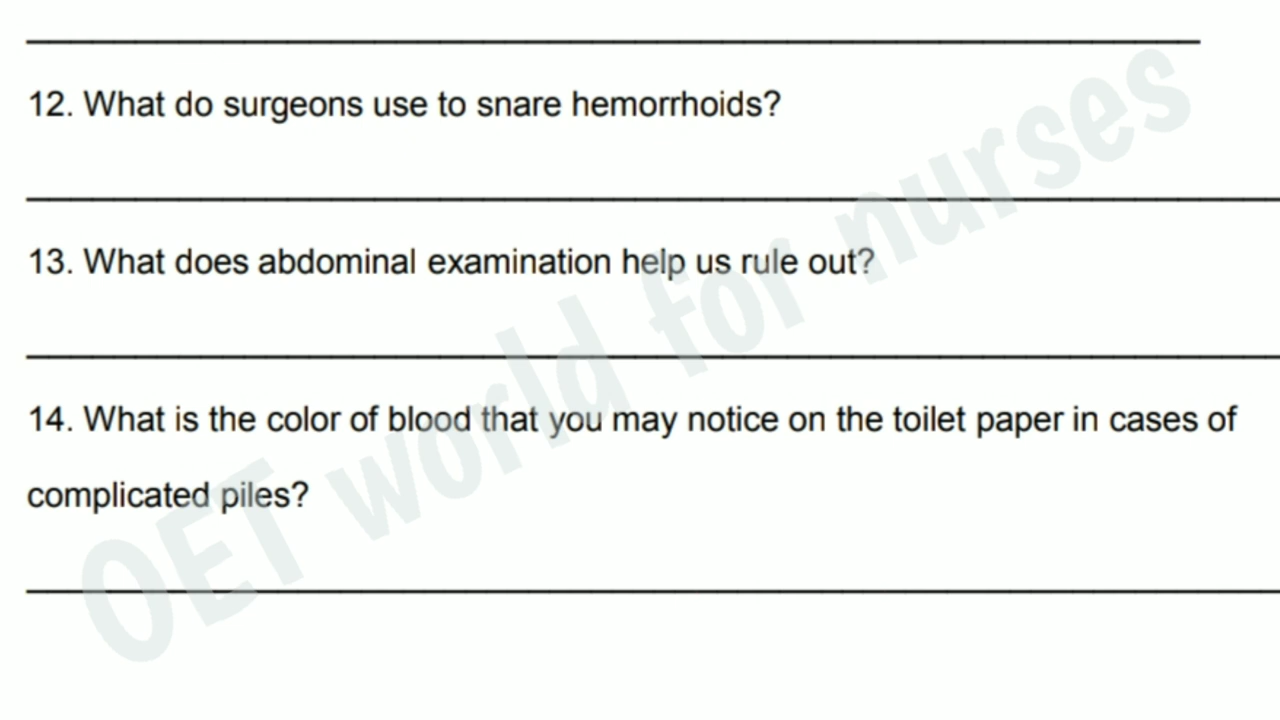 12. What do surgeons use to snare hemorrhoids?
13. What does abdominal examination help us rule out?
14. What is the color of blood that you may notice on the toilet paper in cases of
complicated piles?
OET world for nurses